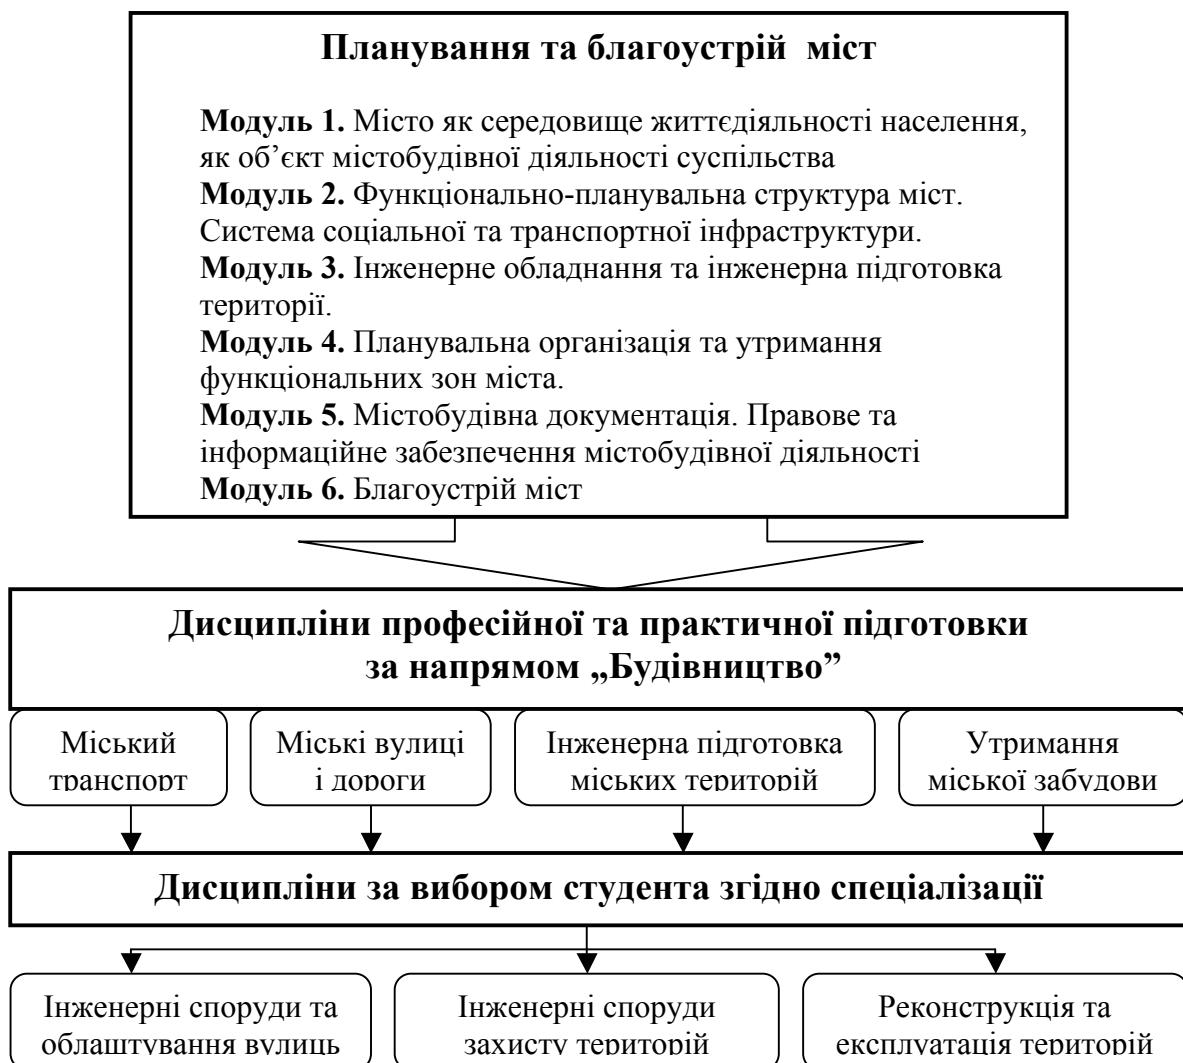 Планування та благоустрій міст
Модуль 1. Місто як середовище життєдіяльності населення,
як об’єкт містобудівної діяльності суспільства
Модуль 2. Функціонально-планувальна структура міст.
Система соціальної та транспортної інфраструктури.
Модуль 3. Інженерне обладнання та інженерна підготовка
території.
Модуль 4. Планувальна організація та утримання
функціональних зон міста.
Модуль 5. Містобудівна документація. Правове та
інформаційне забезпечення містобудівної діяльності
Модуль 6. Благоустрій міст
Дисципліни професійної та практичної підготовки
за напрямом „Будівництво”
Міський
транспорт
Міські вулиці
і дороги
Інженерна підготовка
міських територій
Утримання
міської забудови
Дисципліни за вибором студента згідно спеціалізації
Інженерні споруди та
облаштування вулиць
Інженерні споруди
захисту територій
Реконструкція та
експлуатація територій